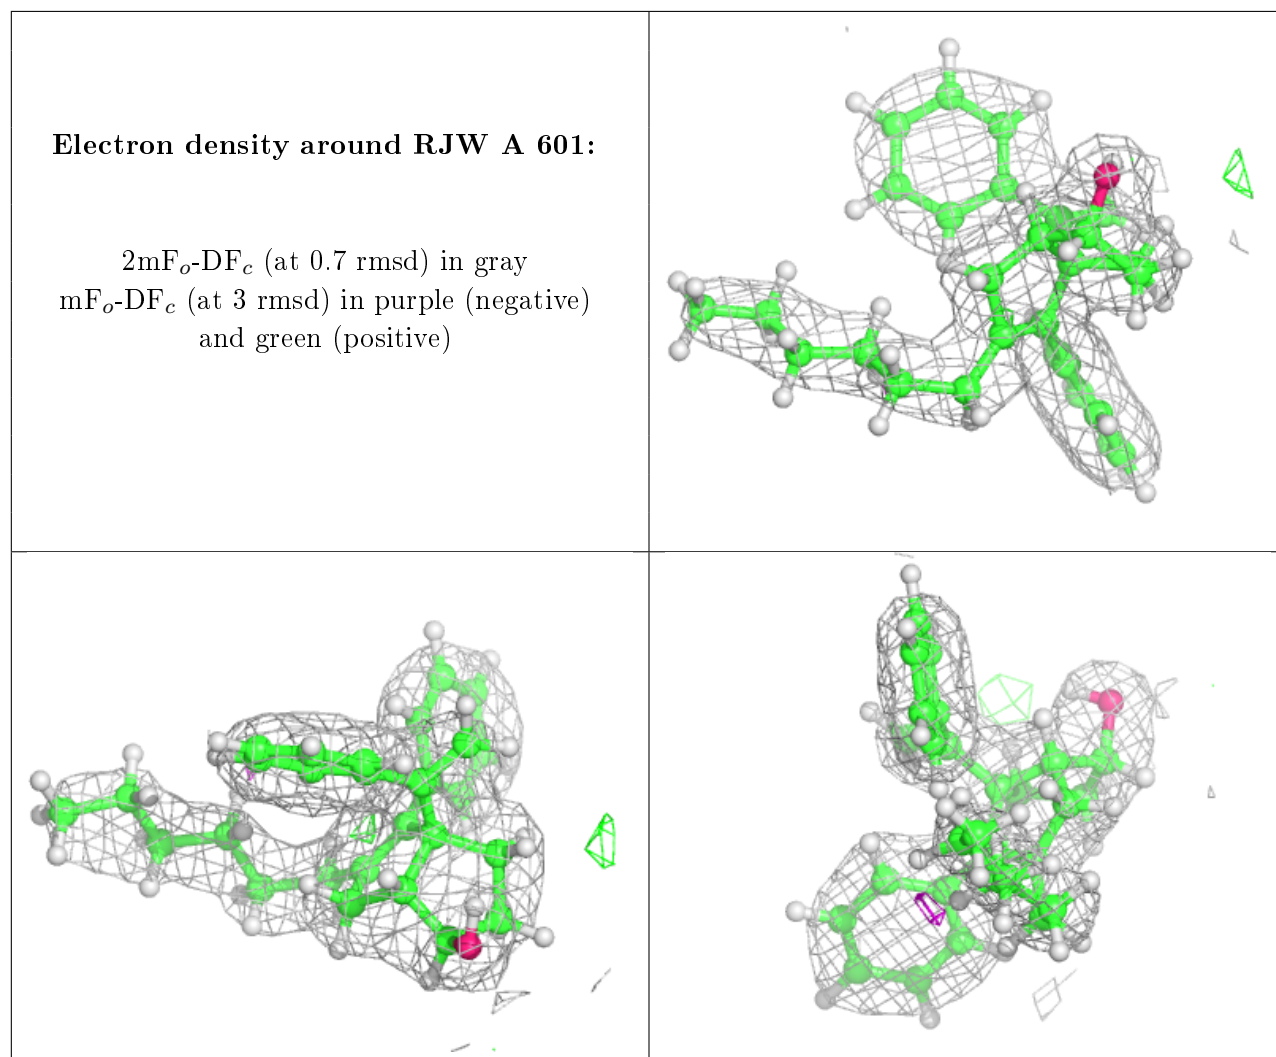 Electron density around RJW A 601:
2mFo-DFc (at 0.7 rmsd) in gray
mFo-DFc (at 3 rmsd) in purple (negative)
and green (positive)